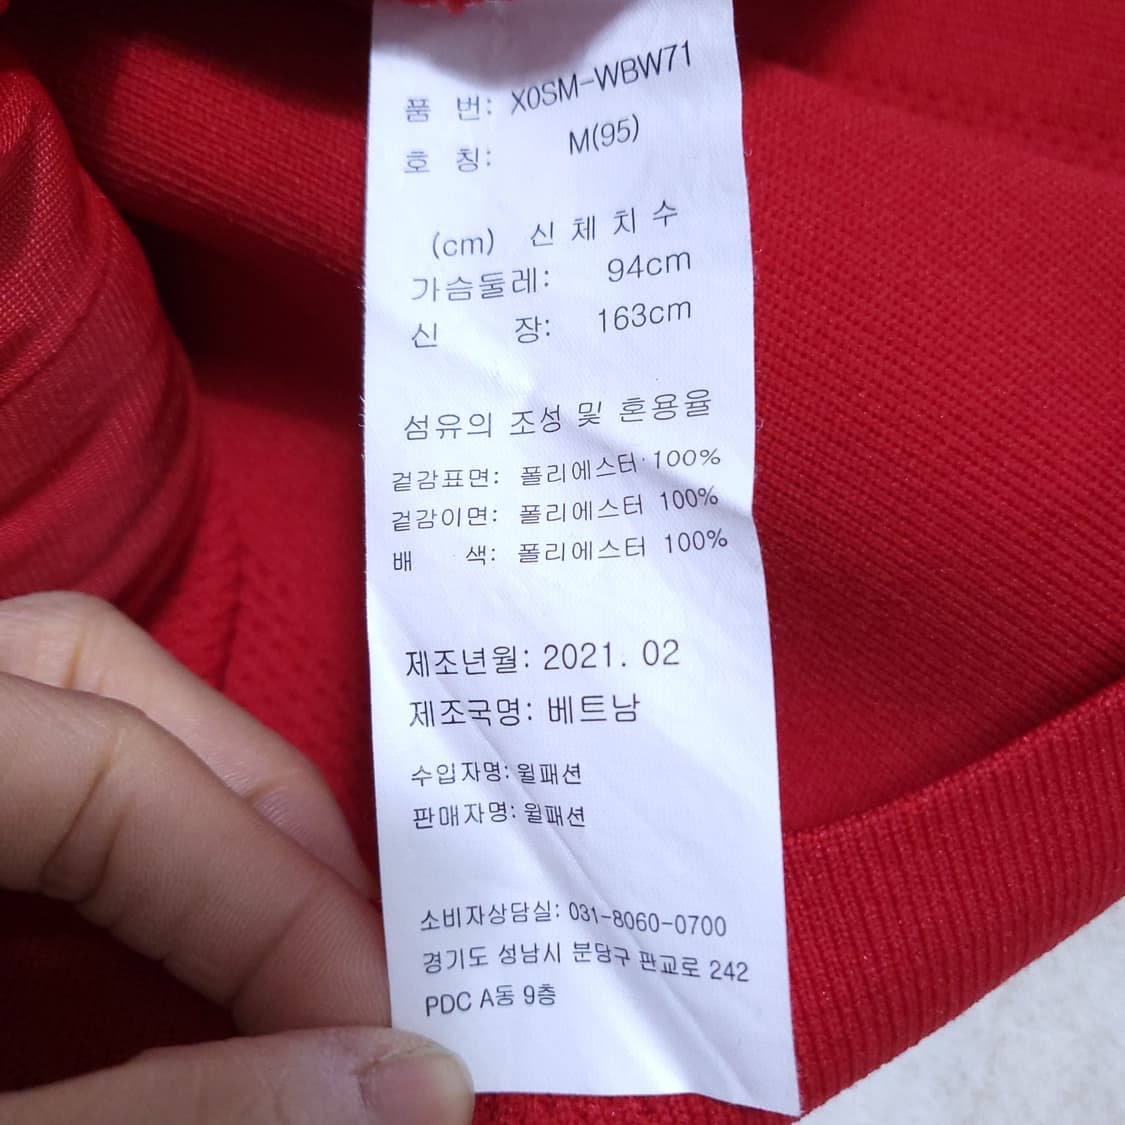 품 번: X0SM-WBW71
호 칭: M(95)
(cm) 신 체 치 수
가슴둘레: 94cm
신 장: 163cm
섬유의 조성 및 혼용율
겉감표면: 폴리에스터 100%
겉감이면: 폴리에스터 100%
배 색: 폴리에스터 100%
제조년월: 2021. 02
제조국명: 베트남
수입자명: 윌패션
판매자명: 윌패션
소비자상담실: 031-8060-0700
경기도 성남시 분당구 판교로 242
PDC A동 9층